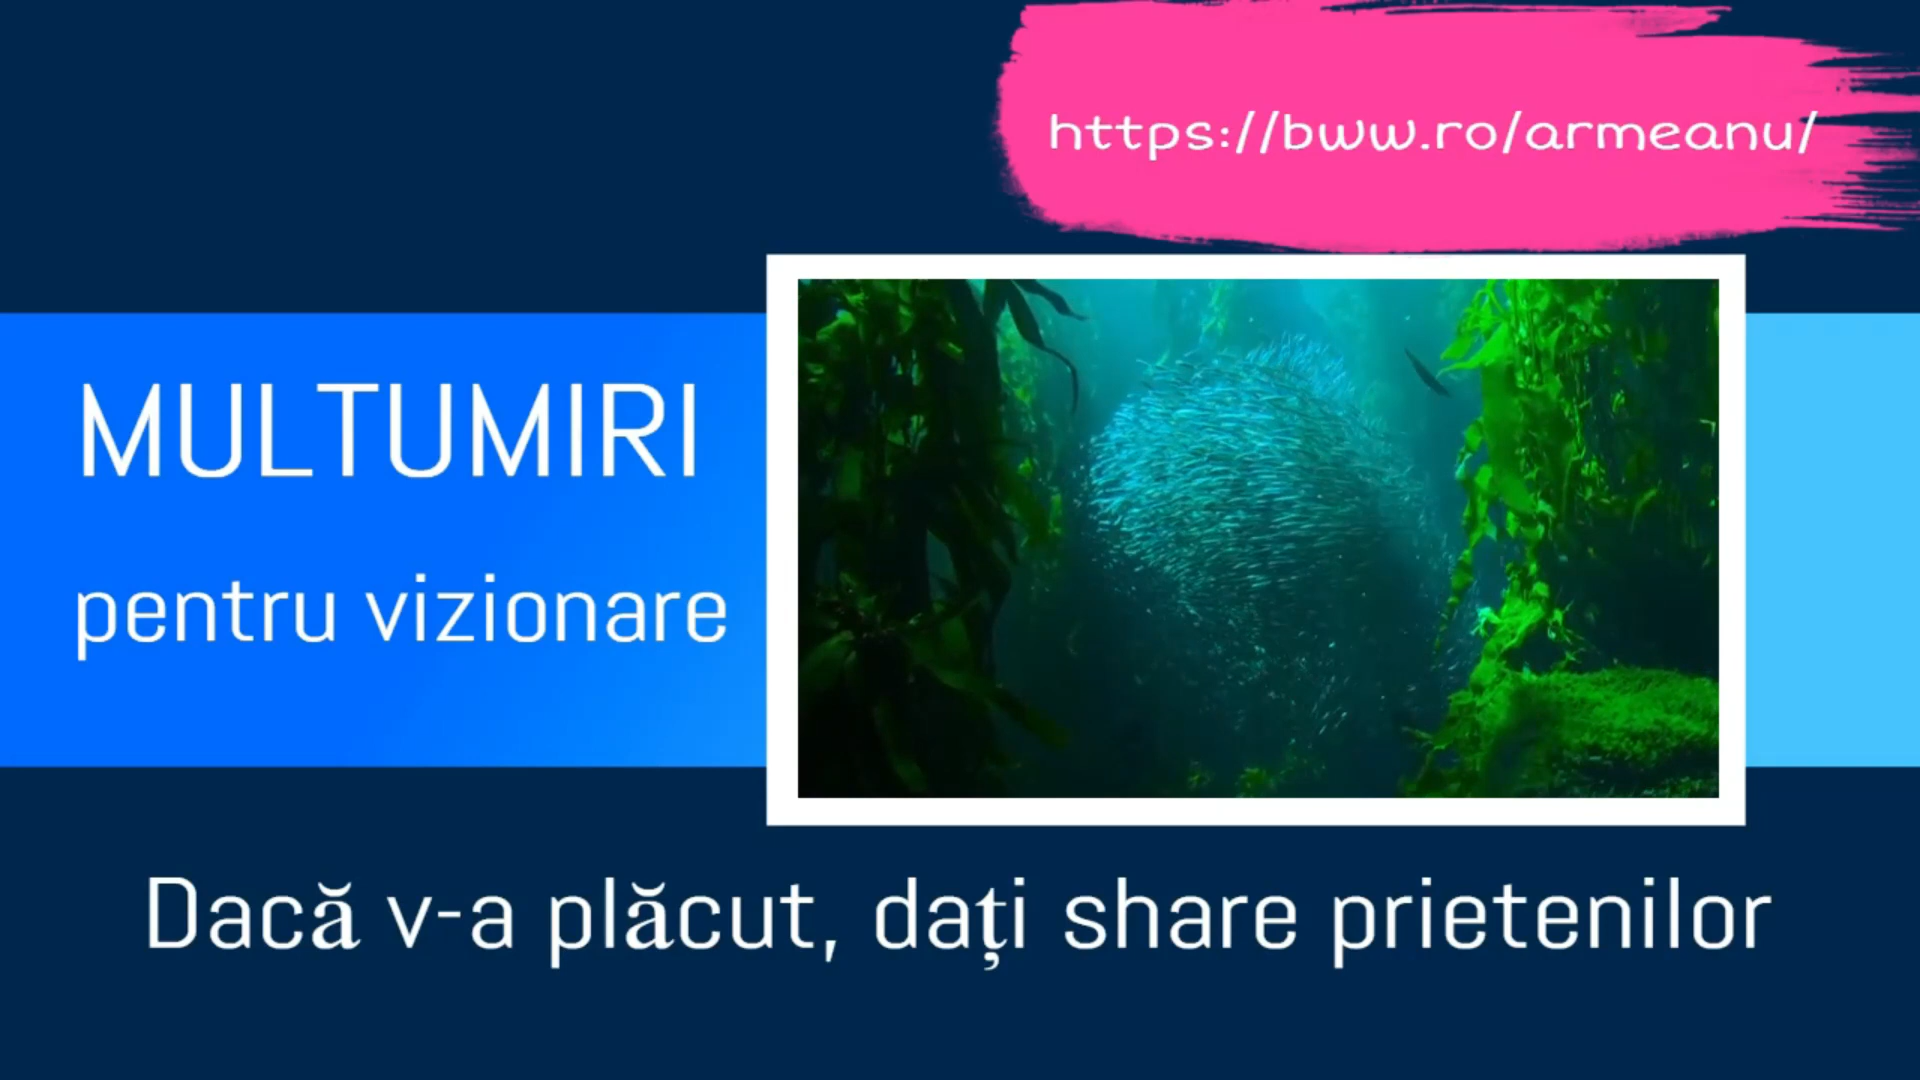 https://bww.ro/armeanu/
MULTUMIRI
pentru vizionare
Dacă v-a plăcut, dați share prietenilor